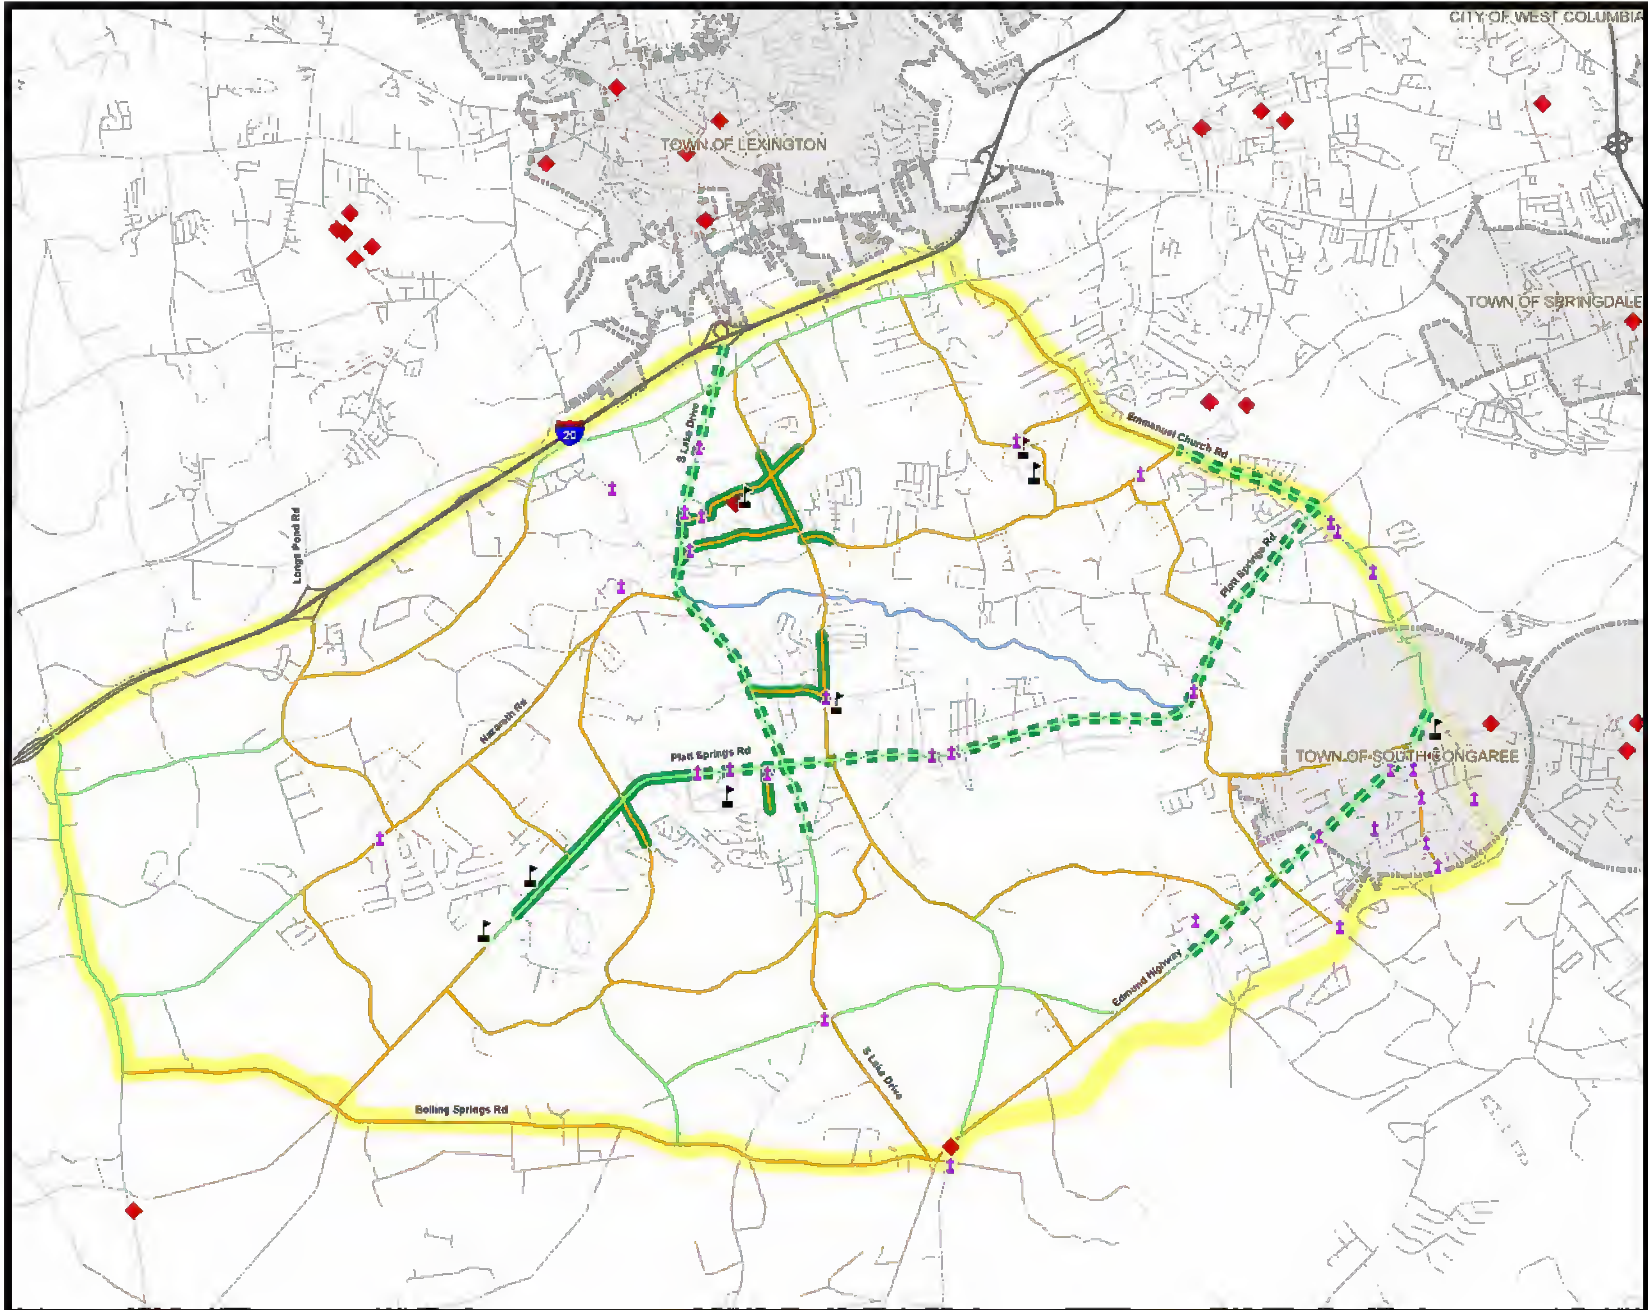 CITY OF WEST COLUMBIA
TOWN OF LEXINGTON
TOWN OF SPRINGDALE
S Lake Drive
Emmanuel Church Rd
20
Longs Pond Rd
Platt Springs Rd
Nazareth Rd
Platt Springs Rd
TOWN OF SOUTH CONGAREE
Edmund Highway
S Lake Drive
Boiling Springs Rd